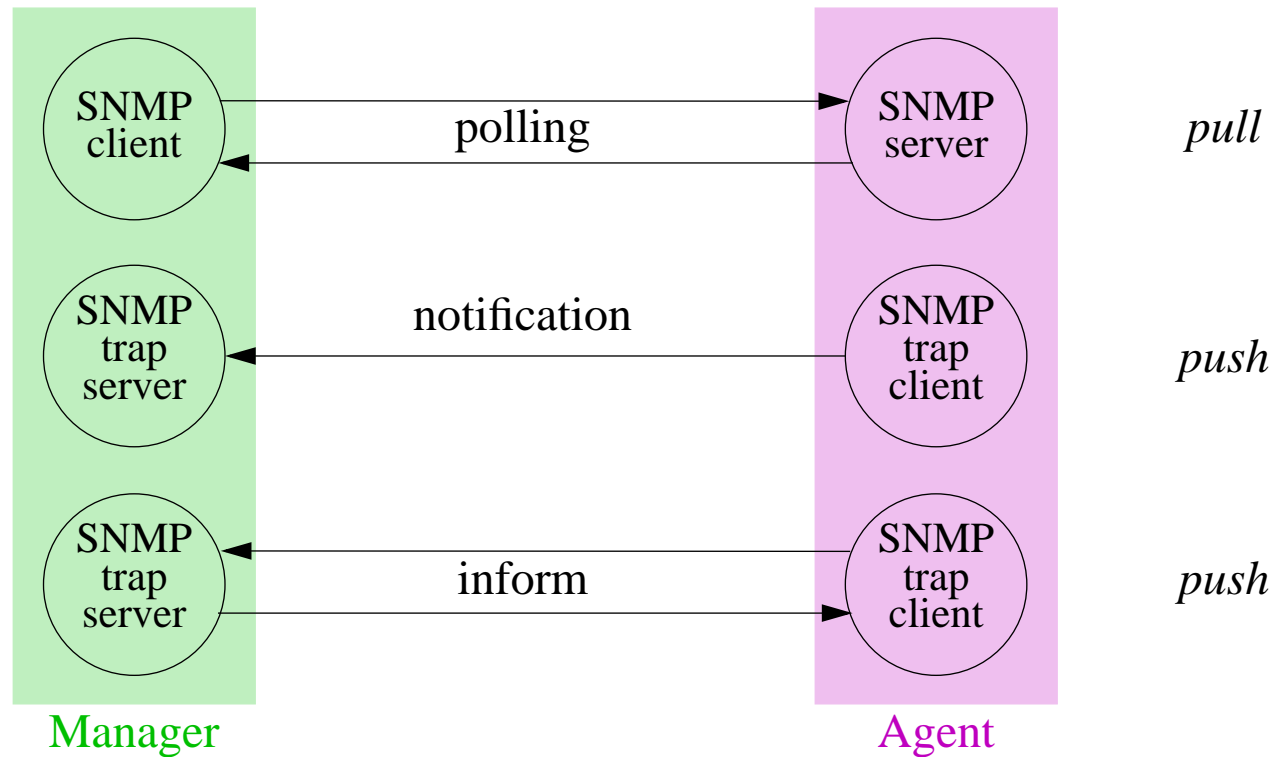 SNMP
client
polling
SNMP
server
pull
SNMP
trap
server
notification
SNMP
trap
client
push
SNMP
trap
server
inform
SNMP
trap
client
push
Manager
Agent